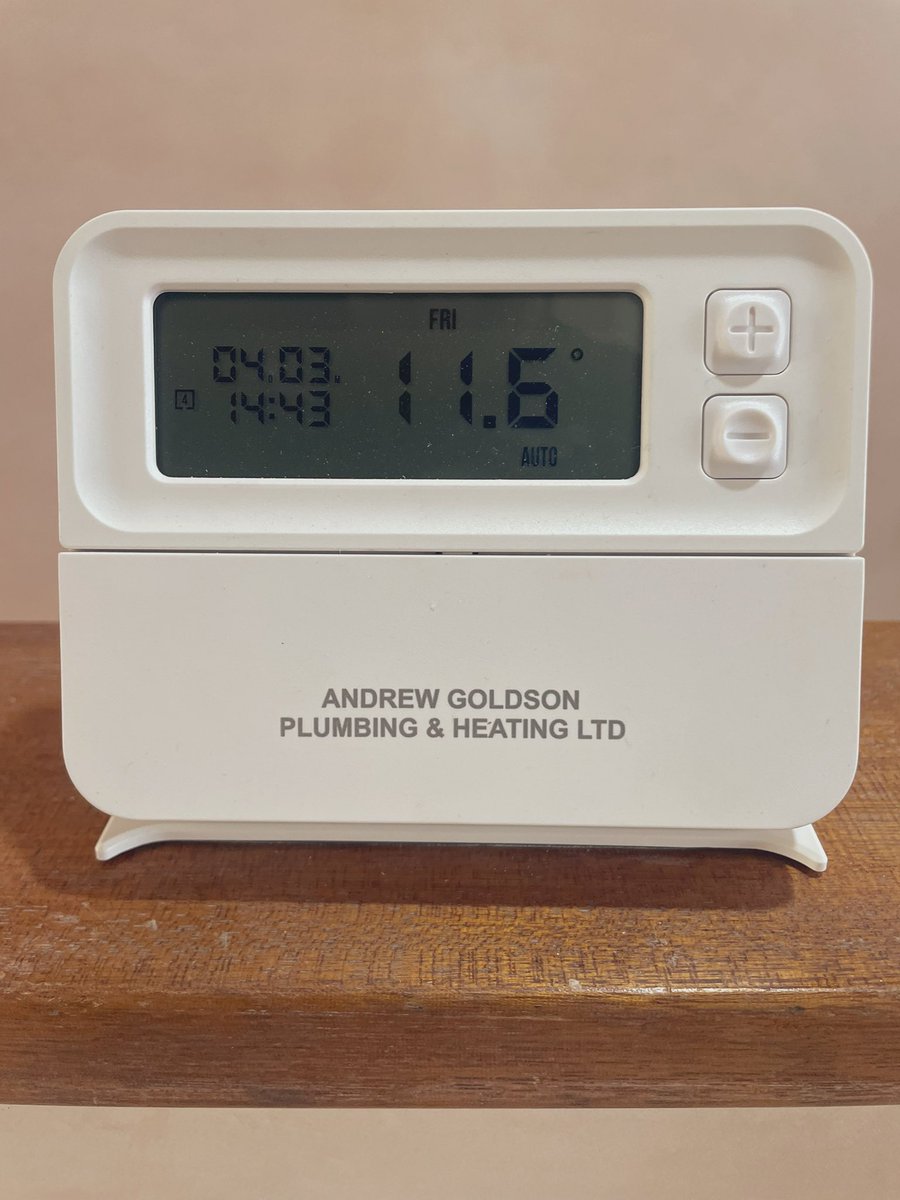 FRI
04.03
[4]
14:43
11.6°
AUTO
+
-
ANDREW GOLDSON
PLUMBING & HEATING LTD